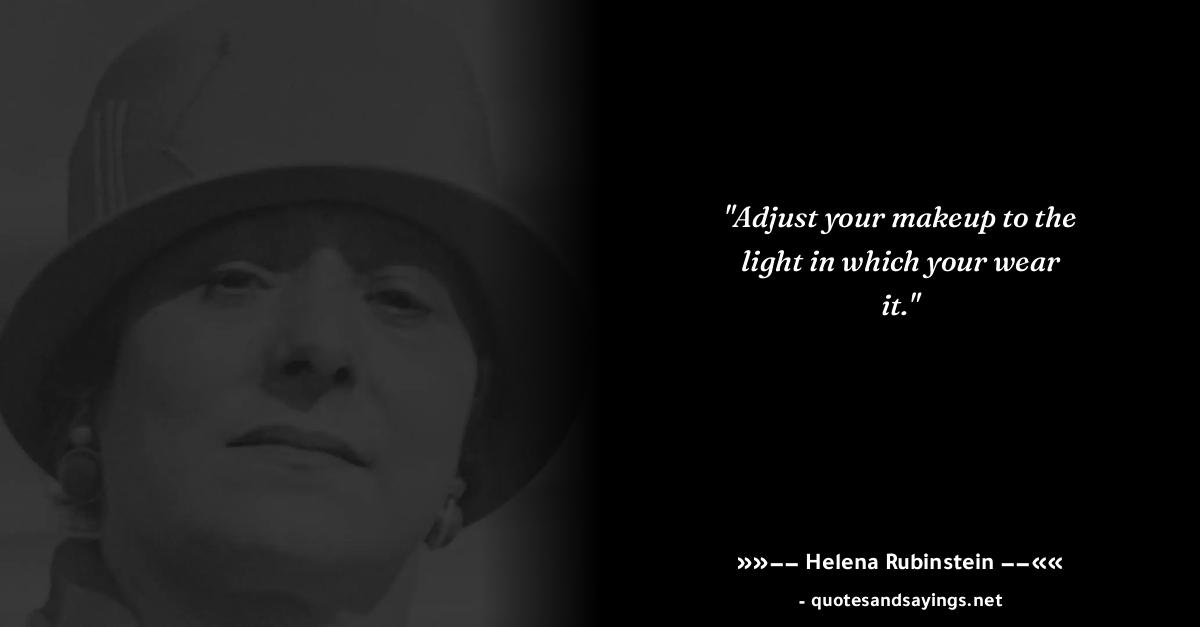 "Adjust your makeup to the
light in which your wear
it."
»»–– Helena Rubinstein ––««
- quotesandsayings.net